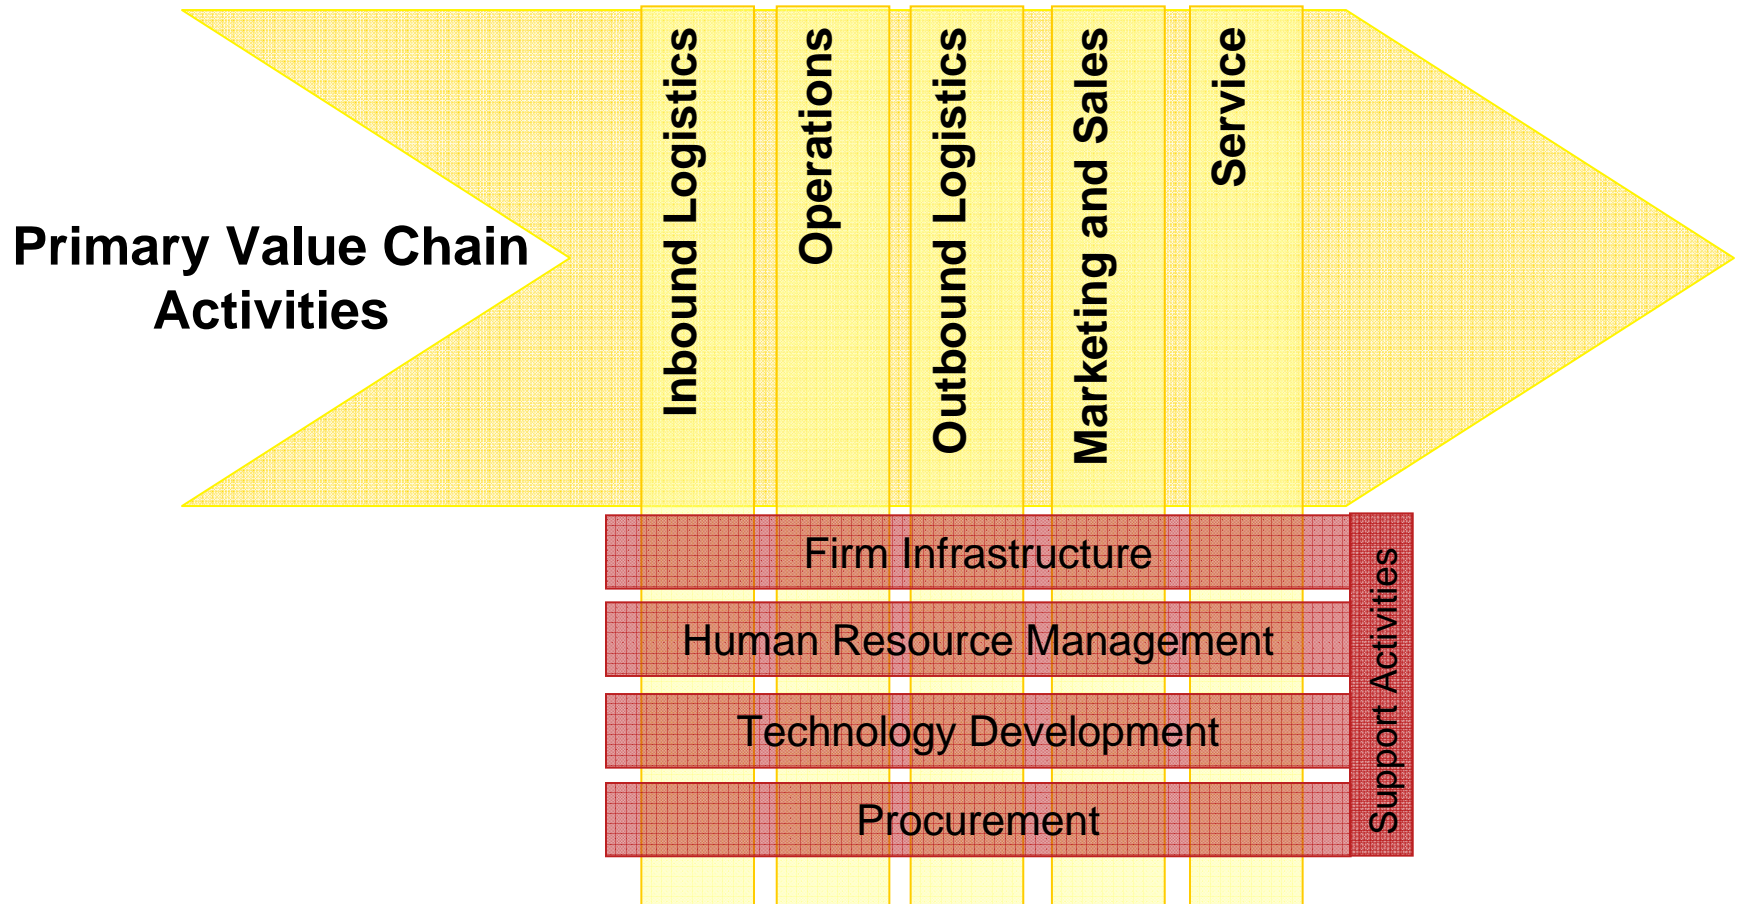 Primary Value Chain
Activities
Inbound Logistics
Operations
Outbound Logistics
Marketing and Sales
Service
Firm Infrastructure
Human Resource Management
Technology Development
Procurement
Support Activities